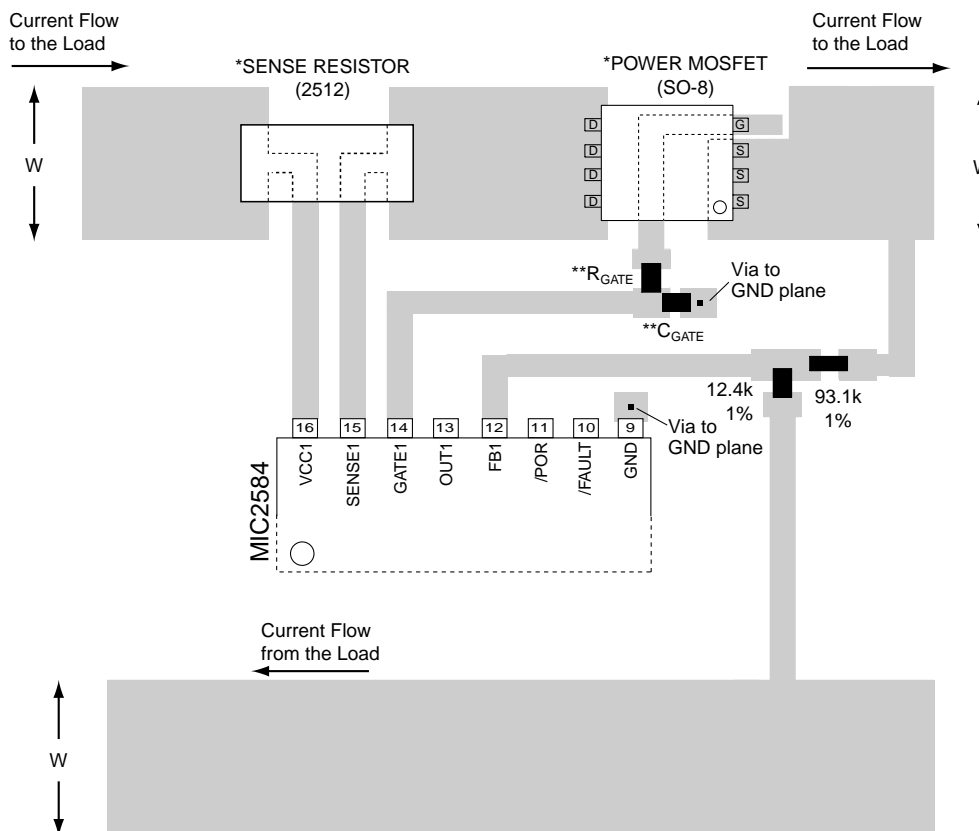 Current Flow
to the Load
Current Flow
to the Load
*SENSE RESISTOR
(2512)
*POWER MOSFET
(SO-8)
W
W
D
D
D
D
G
S
S
S
**RGATE
Via to
GND plane
**CGATE
12.4k
1%
93.1k
1%
Via to
GND plane
16
15
14
13
12
11
10
9
VCC1
SENSE1
GATE1
OUT1
FB1
/POR
/FAULT
GND
MIC2584
Current Flow
from the Load
W